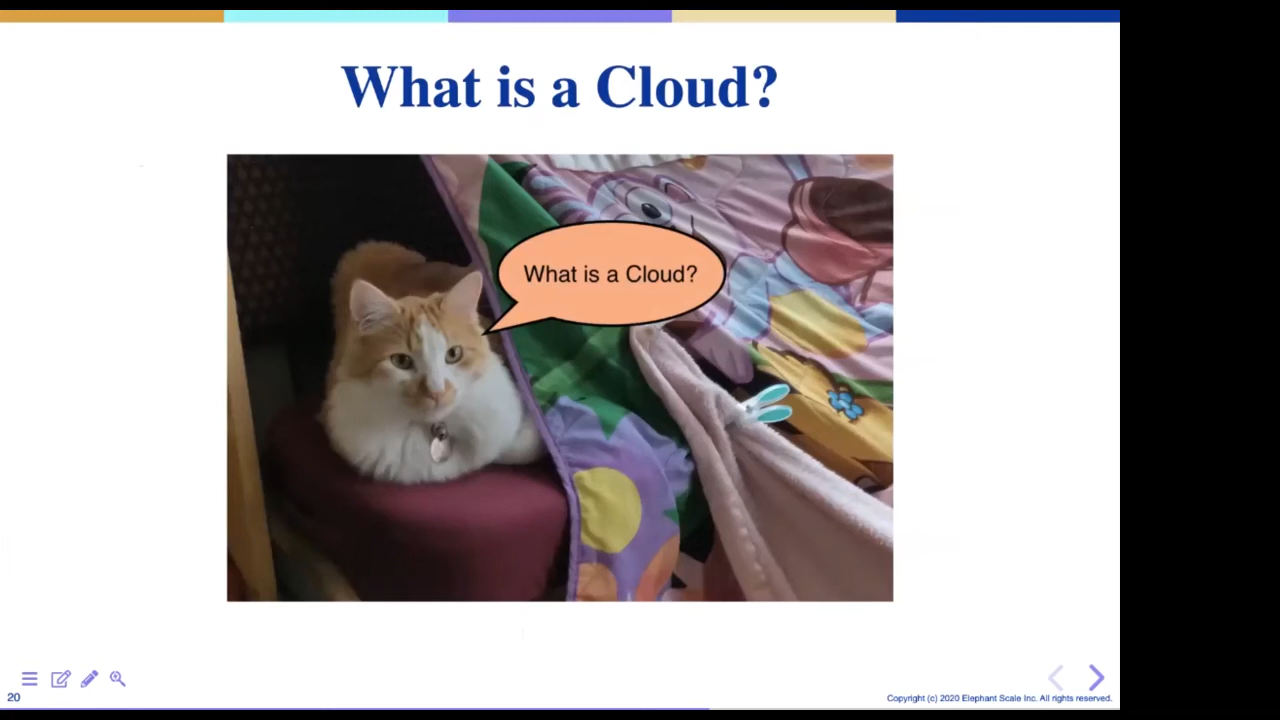 What is a Cloud?
What is a Cloud?
20
Copyright (c) 2020 Elephant Scale Inc. All rights reserved.